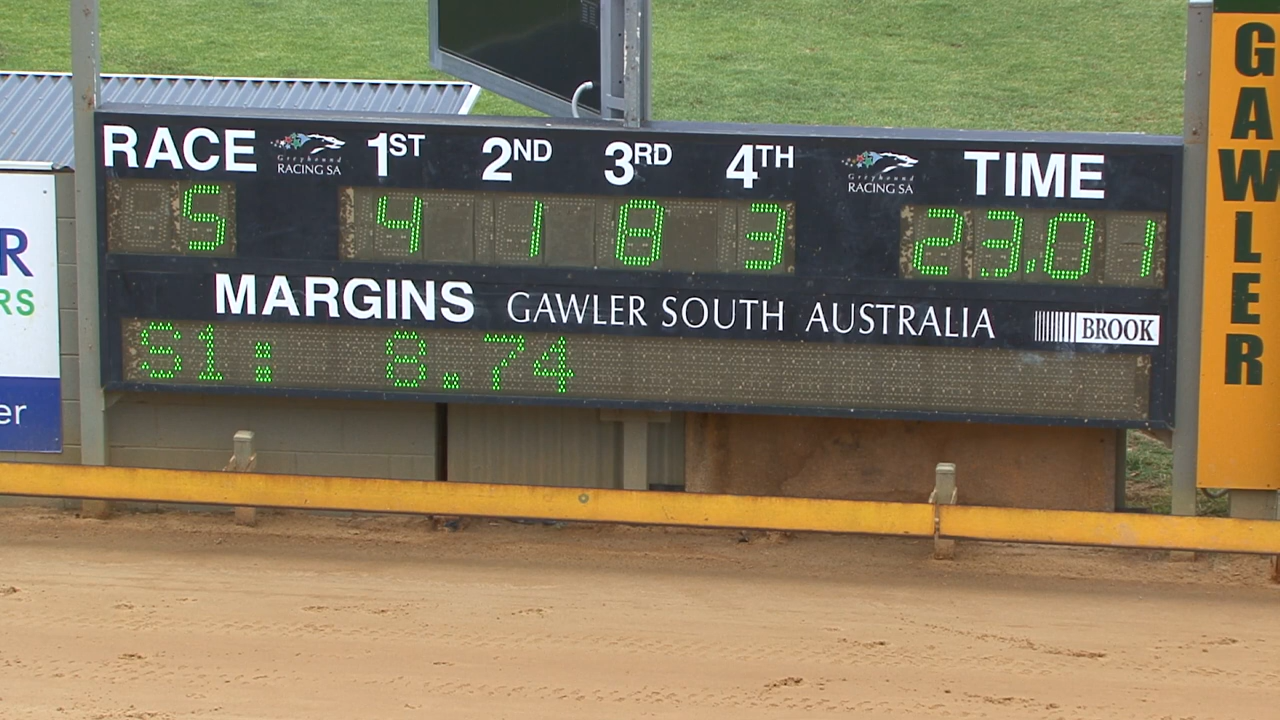 RACE
Greyhound
RACING SA
1ST 2ND 3RD 4TH
Greyhound
RACING SA
TIME
5 4 1 8 3 23.01
MARGINS GAWLER SOUTH AUSTRALIA BROOK
S1: 8.74
GAWLER
R
RS
er